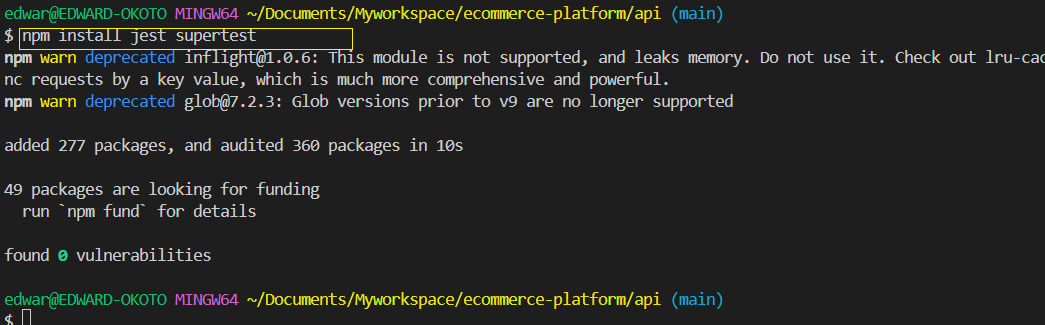 edwar@EDWARD-OKOTO MINGW64 ~/Documents/Myworkspace/ecommerce-platform/api (main)
$ npm install jest supertest
npm warn deprecated inflight@1.0.6: This module is not supported, and leaks memory. Do not use it. Check out lru-cac
nc requests by a key value, which is much more comprehensive and powerful.
npm warn deprecated glob@7.2.3: Glob versions prior to v9 are no longer supported
added 277 packages, and audited 360 packages in 10s
49 packages are looking for funding
run `npm fund` for details
found 0 vulnerabilities
edwar@EDWARD-OKOTO MINGW64 ~/Documents/Myworkspace/ecommerce-platform/api (main)
$